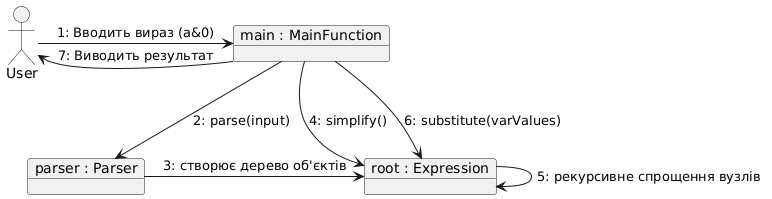 1: Вводить вираз (a&0)
main : MainFunction
7: Виводить результат
User
2: parse(input)
4: simplify()
6: substitute(varValues)
parser : Parser
3: створює дерево об'єктів
root : Expression
5: рекурсивне спрощення вузлів